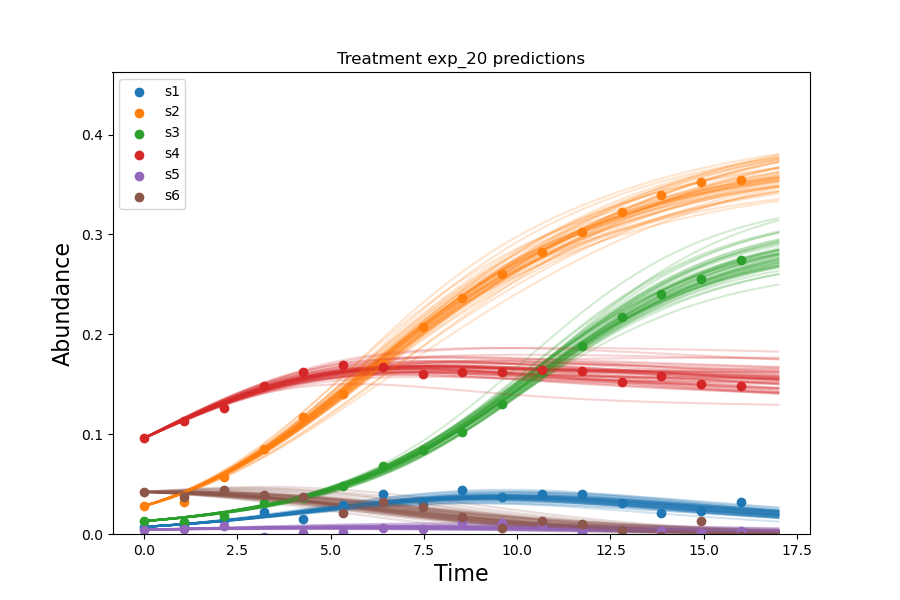 Treatment exp_20 predictions
s1
s2
s3
s4
s5
s6
Abundance
0.4
0.3
0.2
0.1
0.0
0.0 2.5 5.0 7.5 10.0 12.5 15.0 17.5
Time